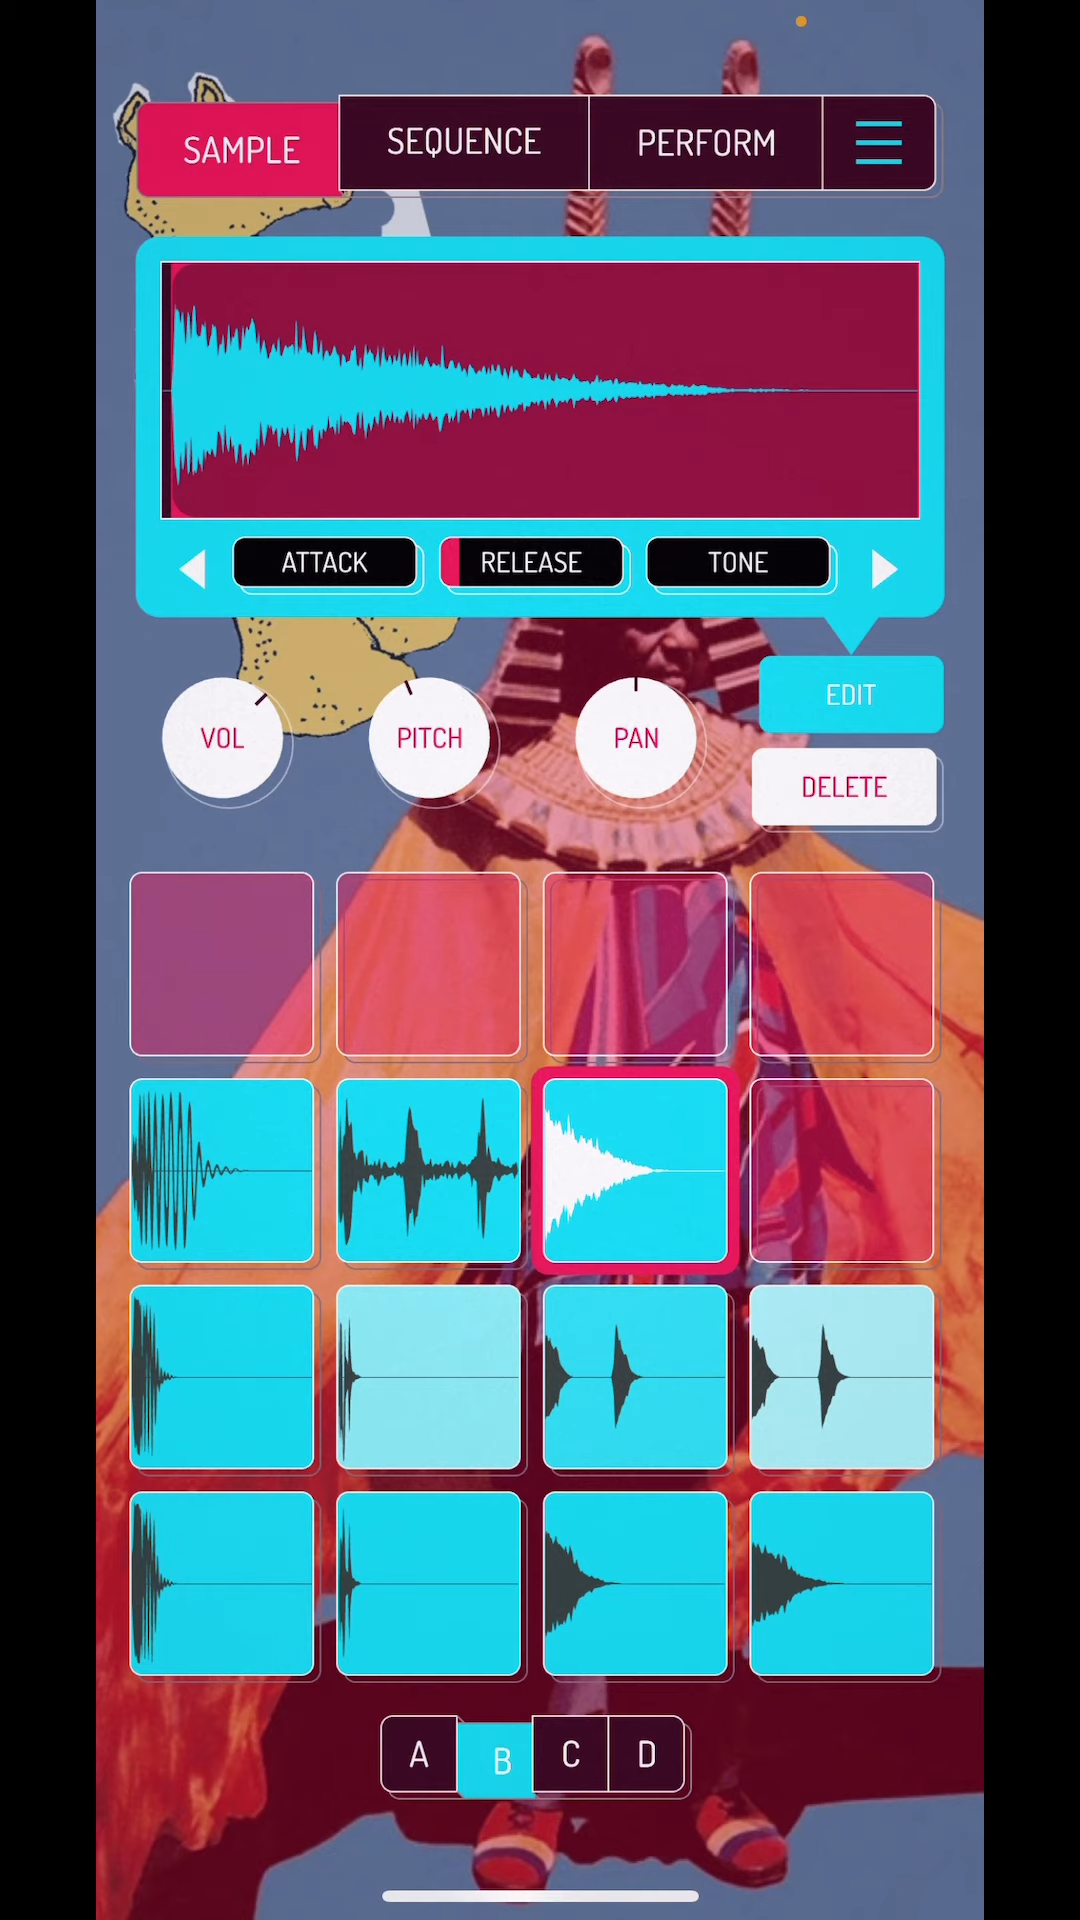 SAMPLE
SEQUENCE
PERFORM
ATTACK
RELEASE
TONE
VOL
PITCH
PAN
EDIT
DELETE
A
B
C
D